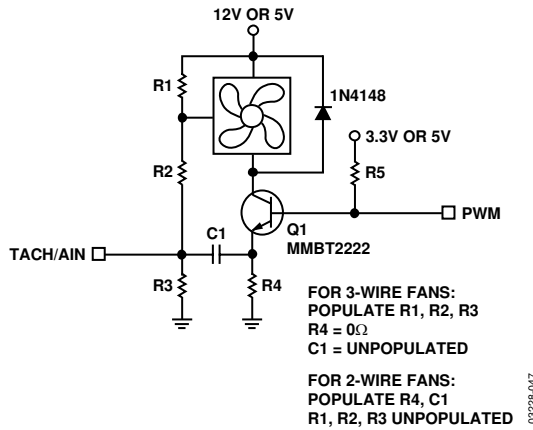 12V OR 5V
R1
1N4148
3.3V OR 5V
R2
R5
PWM
Q1
MMBT2222
C1
TACH/AIN
R3
R4
FOR 3-WIRE FANS:
POPULATE R1, R2, R3
R4 = 0Ω
C1 = UNPOPULATED
FOR 2-WIRE FANS:
POPULATE R4, C1
R1, R2, R3 UNPOPULATED
03228-047